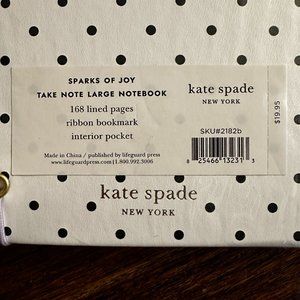 SPARKS OF JOY
TAKE NOTE LARGE NOTEBOOK
168 lined pages
ribbon bookmark
interior pocket
Made in China / published by lifeguard press
www.lifeguardpress.com | 1.800.992.3006
kate spade
NEW YORK
SKU#2182b
8 25466 13231 3
$19.95
kate spade
NEW YORK